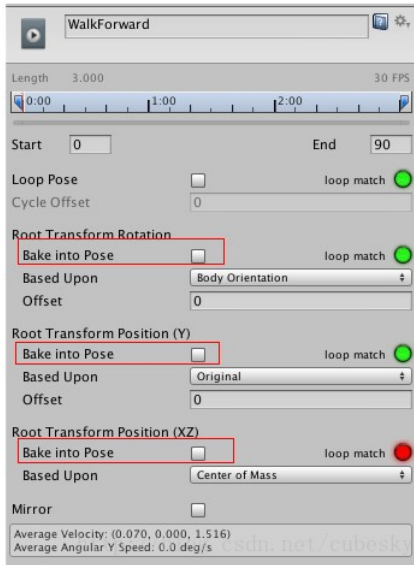 WalkForward
Length 3.000 30 FPS
0:00 1:00 2:00
Start 0 End 90
Loop Pose loop match
Cycle Offset 0
Root Transform Rotation
Bake into Pose loop match
Based Upon Body Orientation
Offset 0
Root Transform Position (Y)
Bake into Pose loop match
Based Upon Original
Offset 0
Root Transform Position (XZ)
Bake into Pose loop match
Based Upon Center of Mass
Mirror
Average Velocity: (0.070, 0.000, 1.516)
Average Angular Y Speed: 0.0 deg/s csdn.net/cubesky